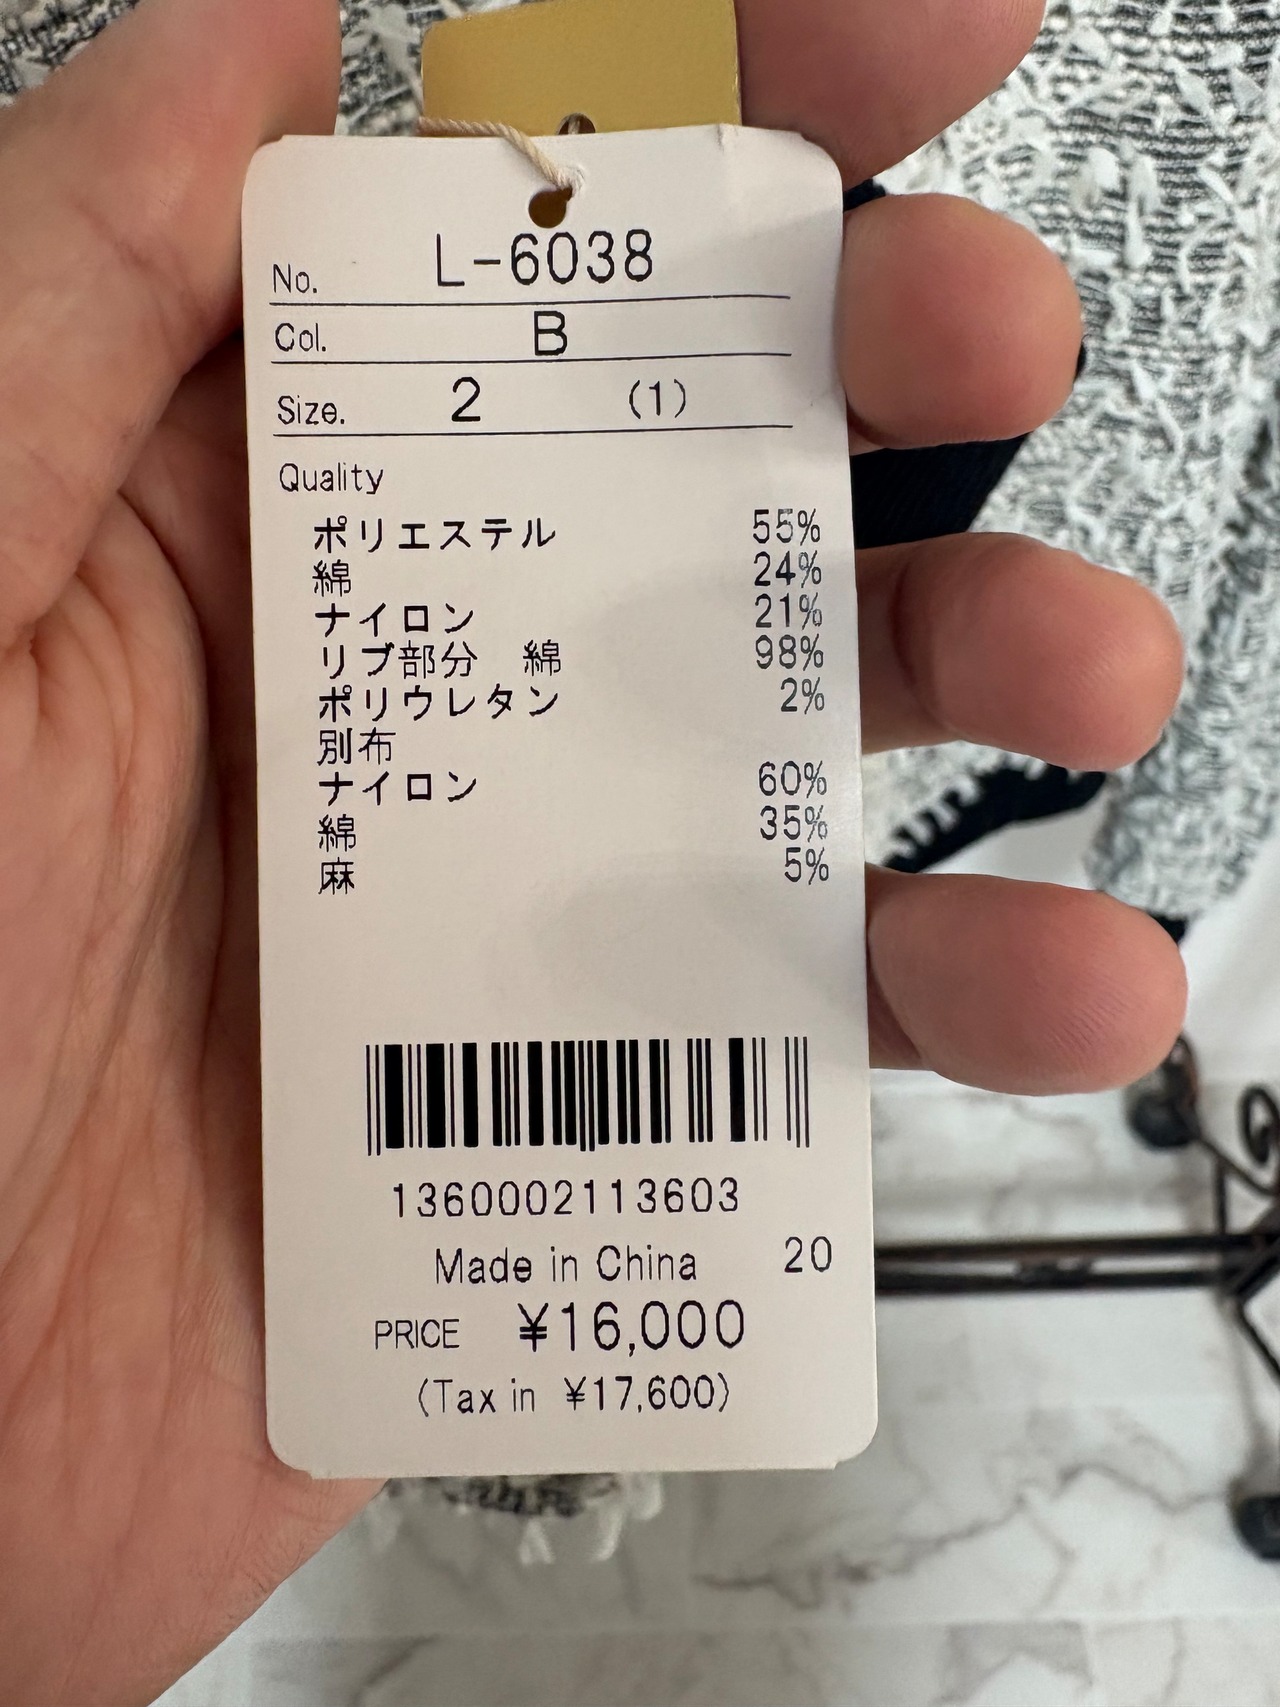 No. L-6038
Col. B
Size. 2 (1)
Quality
ポリエステル 55%
綿 24%
ナイロン 21%
リブ部分 綿 98%
ポリウレタン 2%
別布
ナイロン 60%
綿 35%
麻 5%
1360002113603
Made in China 20
PRICE ¥16,000
(Tax in ¥17,600)